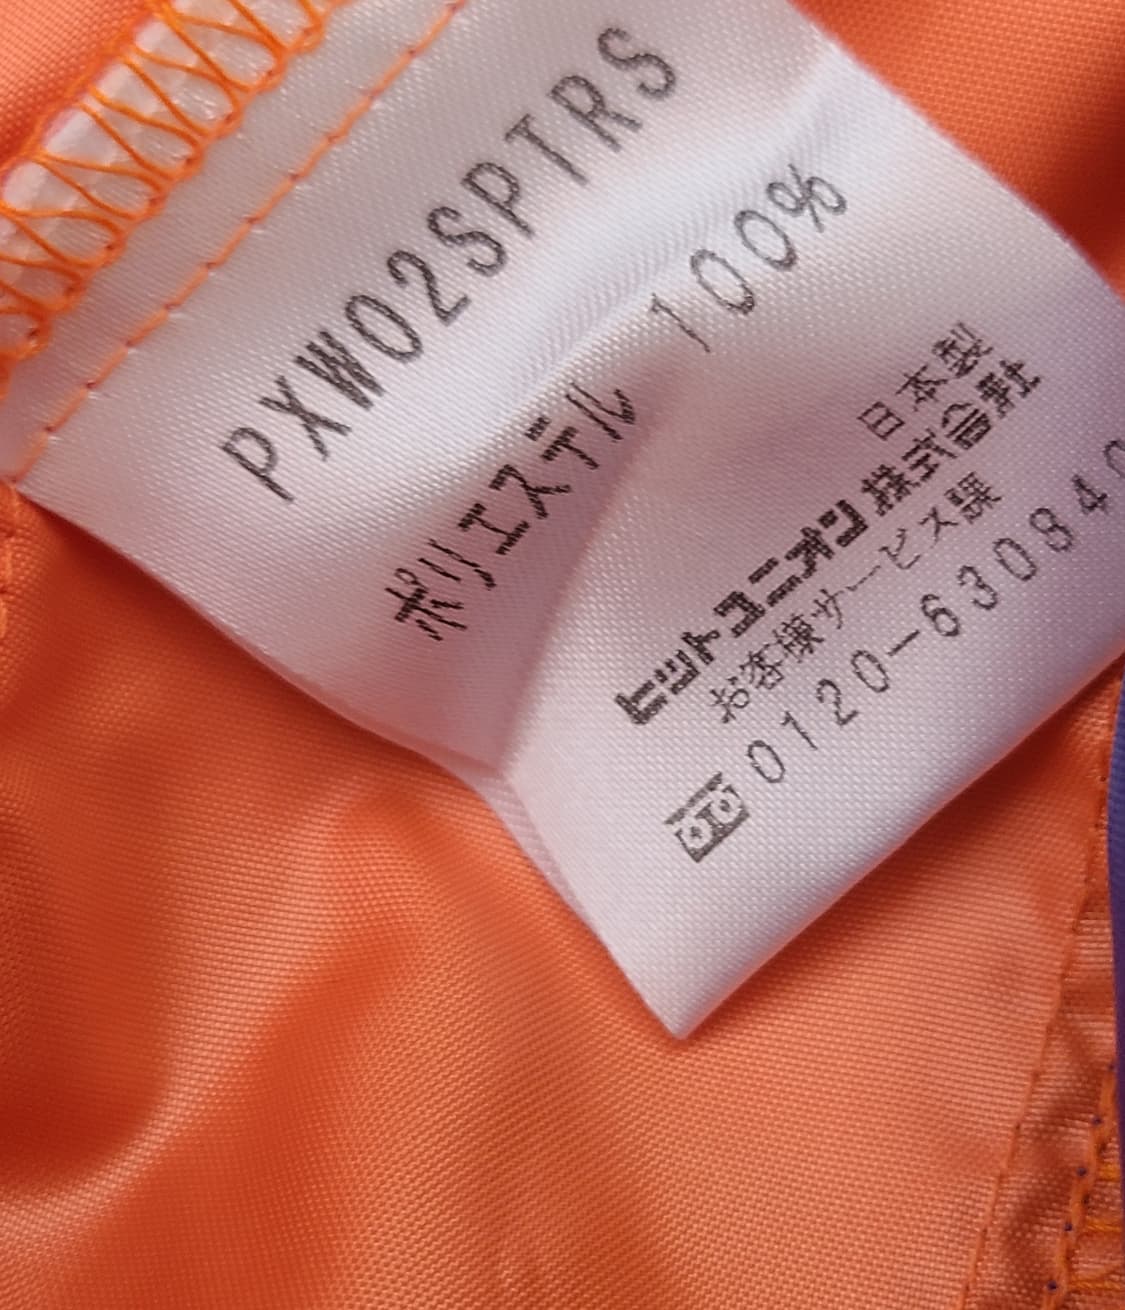 PXW02SPTRS
ポリエステル 100%
日本製
ヒットユニオン株式会社
お客様サービス課
0120-630840